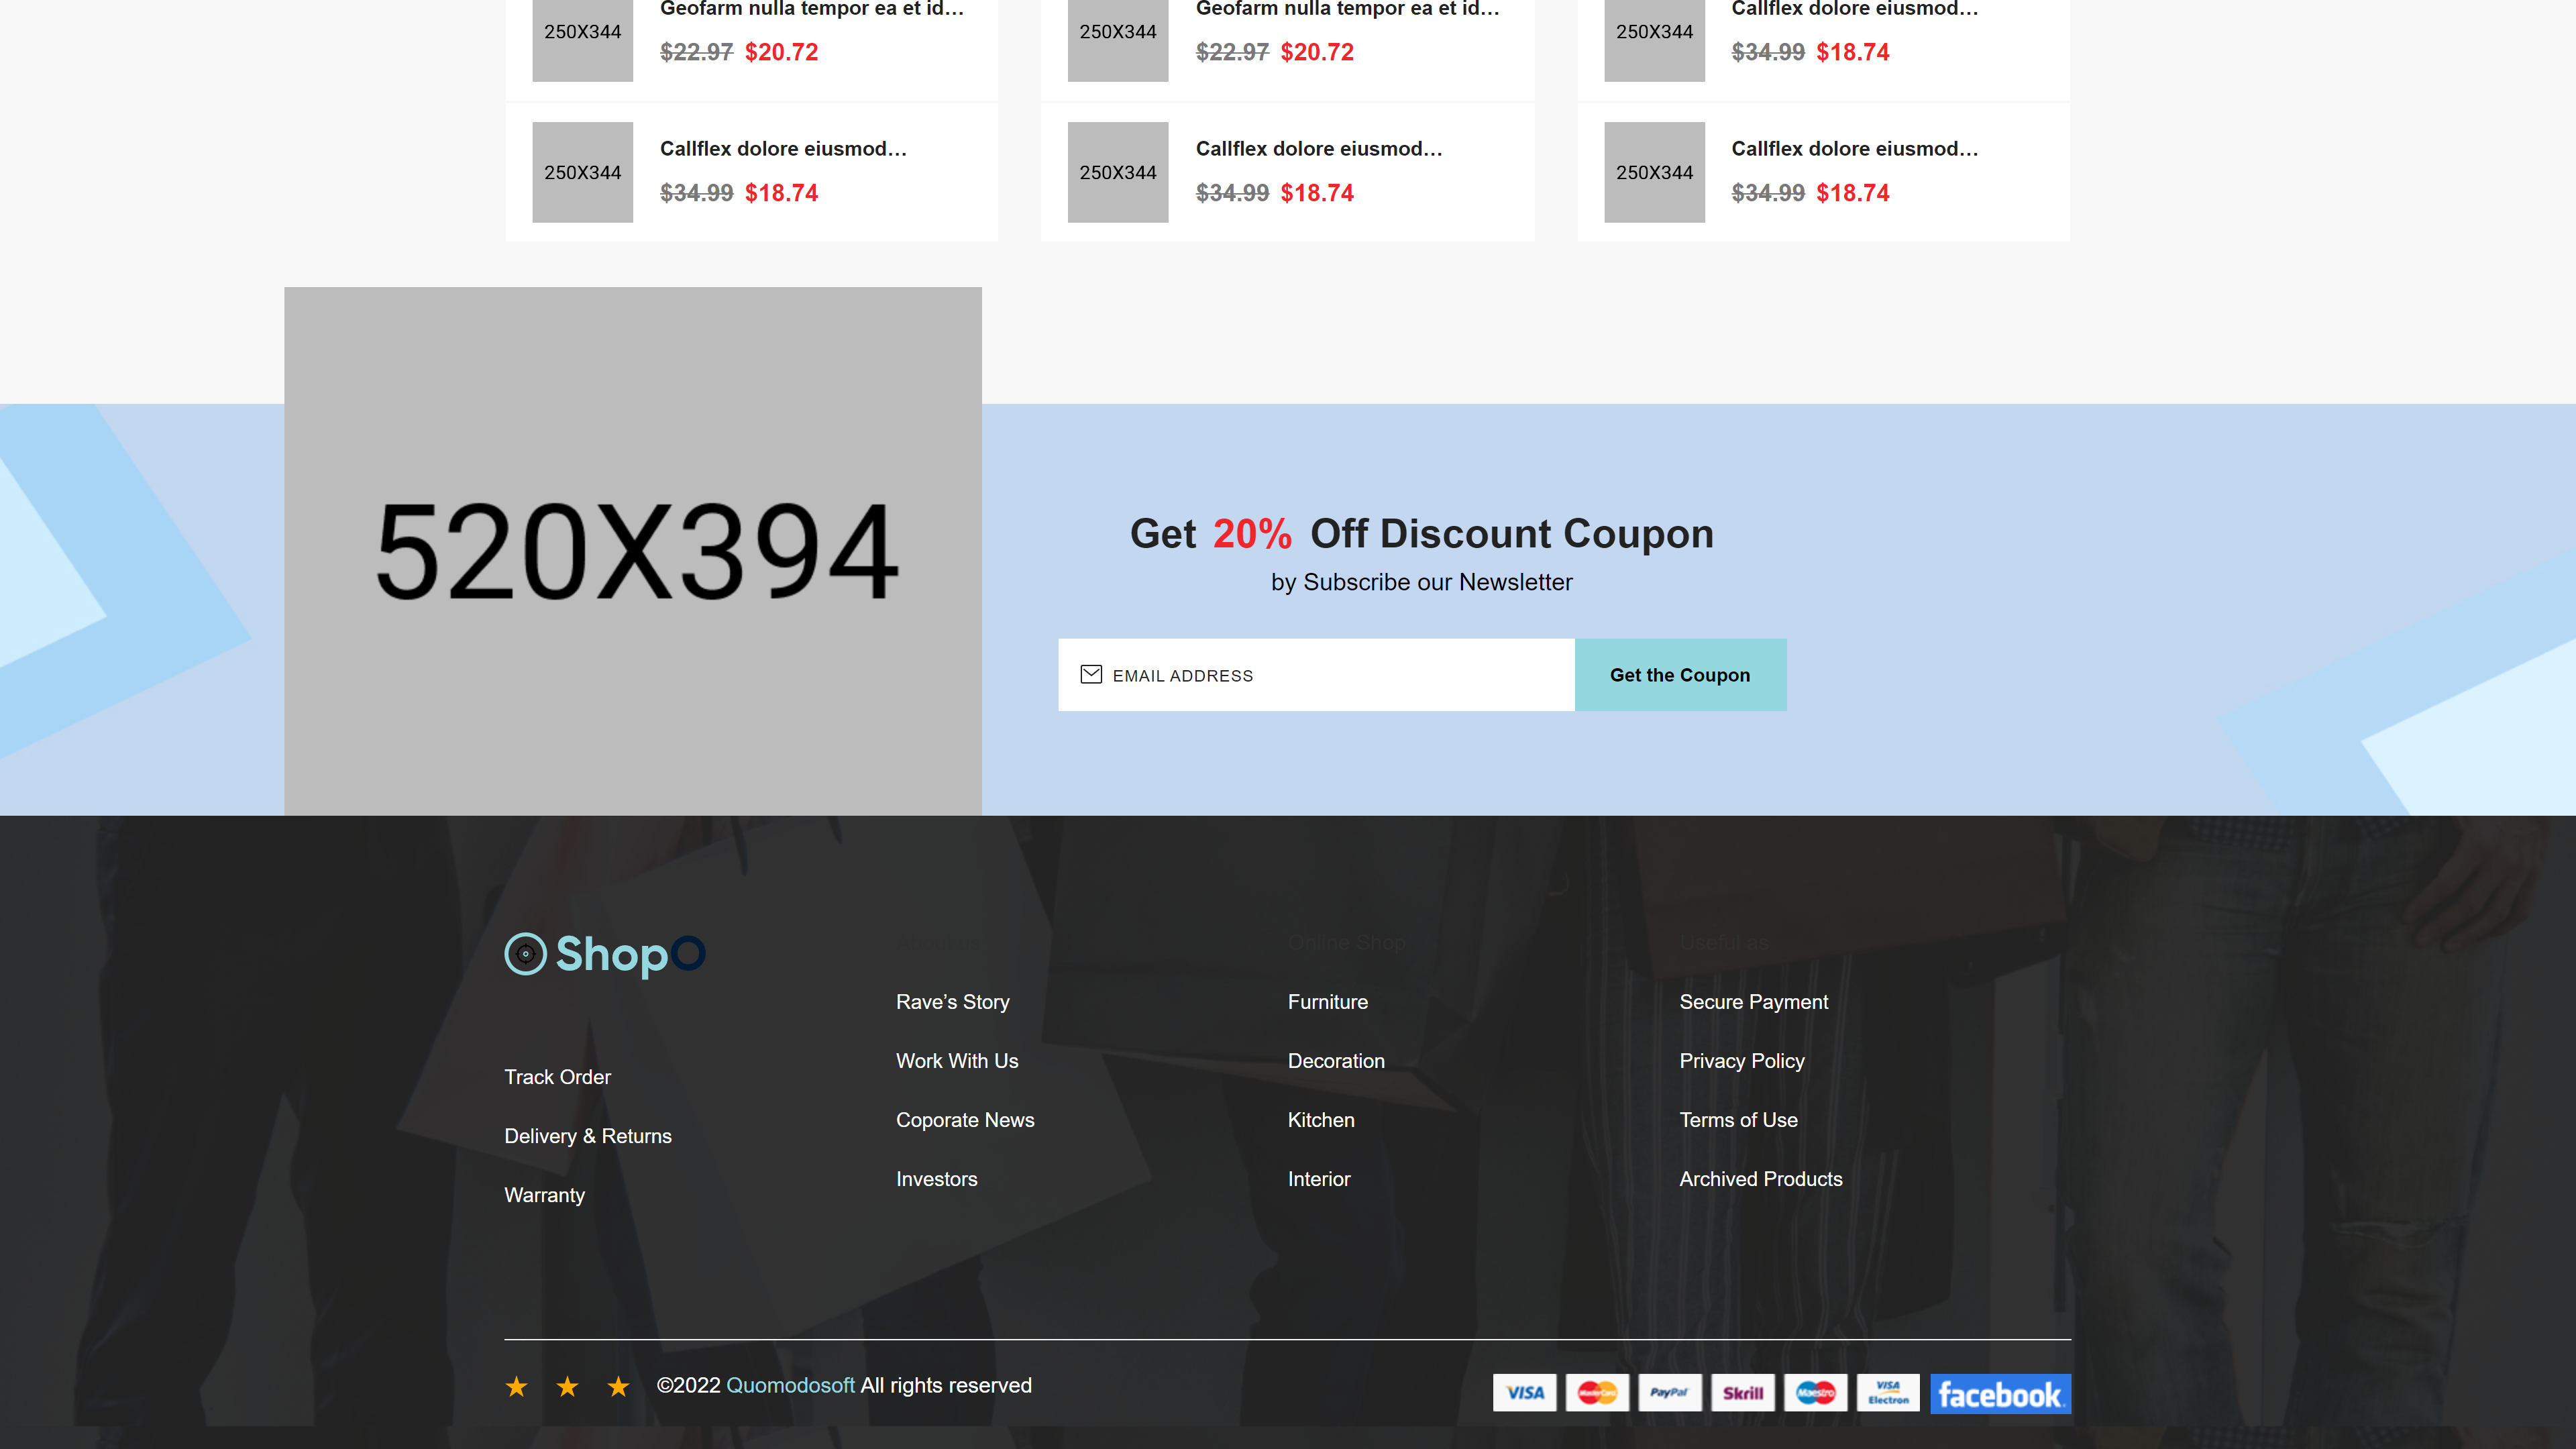 Geofarm nulla tempor ea et id...
250X344
$22.97 $20.72
Geofarm nulla tempor ea et id...
250X344
$22.97 $20.72
Callflex dolore eiusmod...
250X344
$34.99 $18.74
Callflex dolore eiusmod...
250X344
$34.99 $18.74
Callflex dolore eiusmod...
250X344
$34.99 $18.74
Callflex dolore eiusmod...
250X344
$34.99 $18.74
520X394
Get 20% Off Discount Coupon
by Subscribe our Newsletter
EMAIL ADDRESS
Get the Coupon
ShopO
Track Order
Delivery & Returns
Warranty
Rave’s Story
Work With Us
Coporate News
Investors
Online Shop
Furniture
Decoration
Kitchen
Interior
Useful as
Secure Payment
Privacy Policy
Terms of Use
Archived Products
©2022 Quomodosoft All rights reserved
VISA
MasterCard
PayPal
Skrill
Maestro
VISA
Electron
facebook